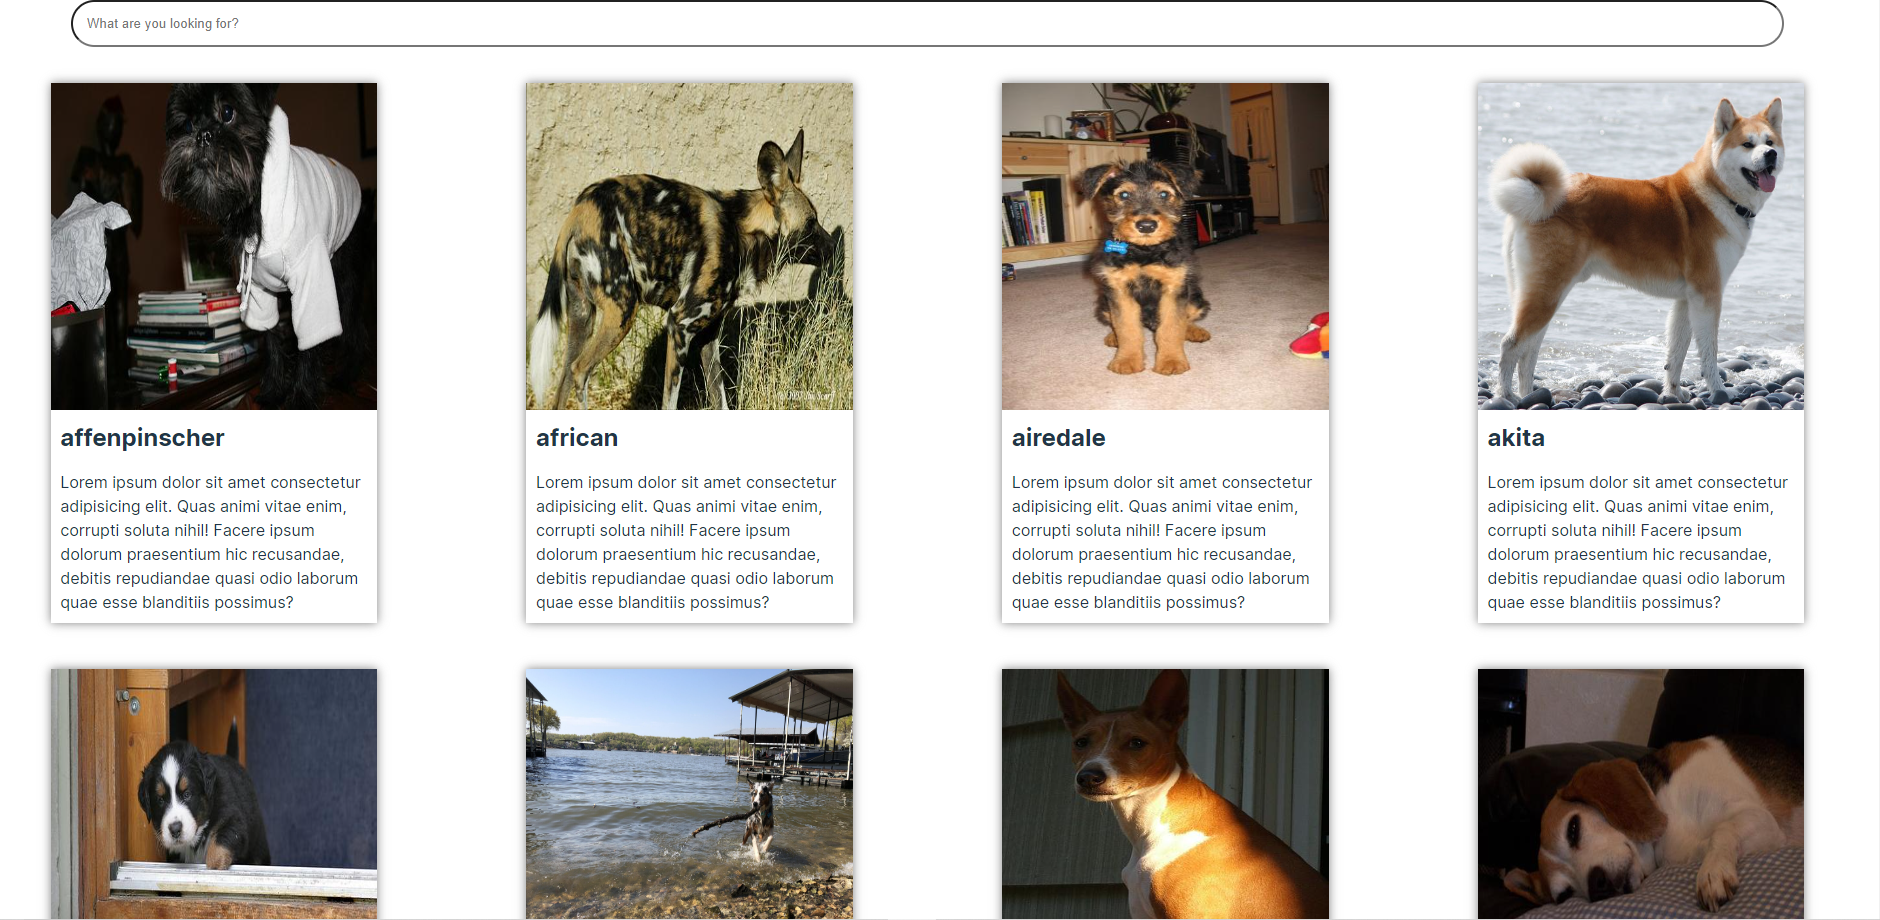 What are you looking for?
affenpinscher
Lorem ipsum dolor sit amet consectetur
adipisicing elit. Quas animi vitae enim,
corrupti soluta nihil! Facere ipsum
dolorum praesentium hic recusandae,
debitis repudiandae quasi odio laborum
quae esse blanditiis possimus?
african
Lorem ipsum dolor sit amet consectetur
adipisicing elit. Quas animi vitae enim,
corrupti soluta nihil! Facere ipsum
dolorum praesentium hic recusandae,
debitis repudiandae quasi odio laborum
quae esse blanditiis possimus?
airedale
Lorem ipsum dolor sit amet consectetur
adipisicing elit. Quas animi vitae enim,
corrupti soluta nihil! Facere ipsum
dolorum praesentium hic recusandae,
debitis repudiandae quasi odio laborum
quae esse blanditiis possimus?
akita
Lorem ipsum dolor sit amet consectetur
adipisicing elit. Quas animi vitae enim,
corrupti soluta nihil! Facere ipsum
dolorum praesentium hic recusandae,
debitis repudiandae quasi odio laborum
quae esse blanditiis possimus?